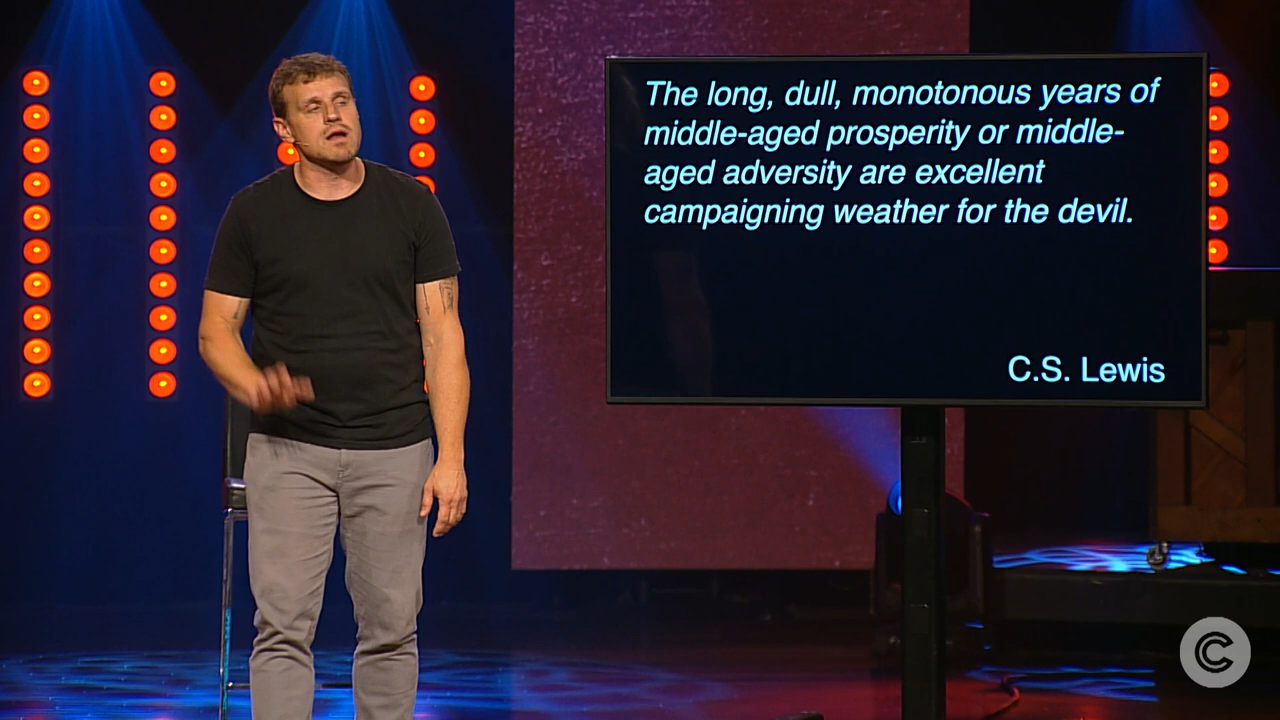 The long, dull, monotonous years of
middle-aged prosperity or middle-
aged adversity are excellent
campaigning weather for the devil.
C.S. Lewis